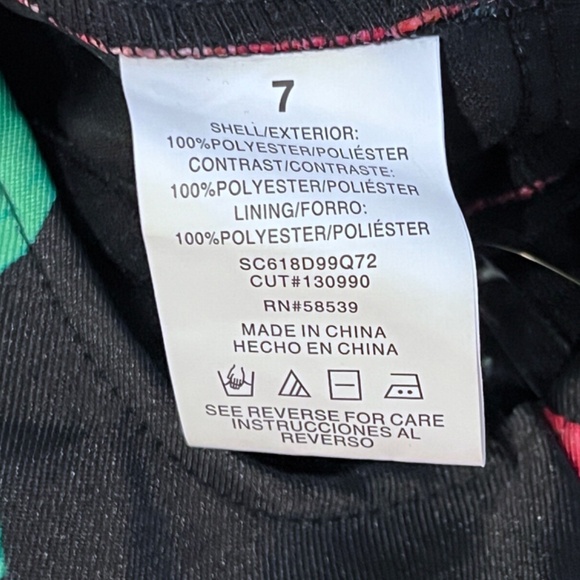 7
SHELL/EXTERIOR:
100%POLYESTER/POLIÉSTER
CONTRAST/CONTRASTE:
100%POLYESTER/POLIÉSTER
LINING/FORRO:
100%POLYESTER/POLIÉSTER
SC618D99Q72
CUT#130990
RN#58539
MADE IN CHINA
HECHO EN CHINA
SEE REVERSE FOR CARE
INSTRUCCIONES AL
REVERSO